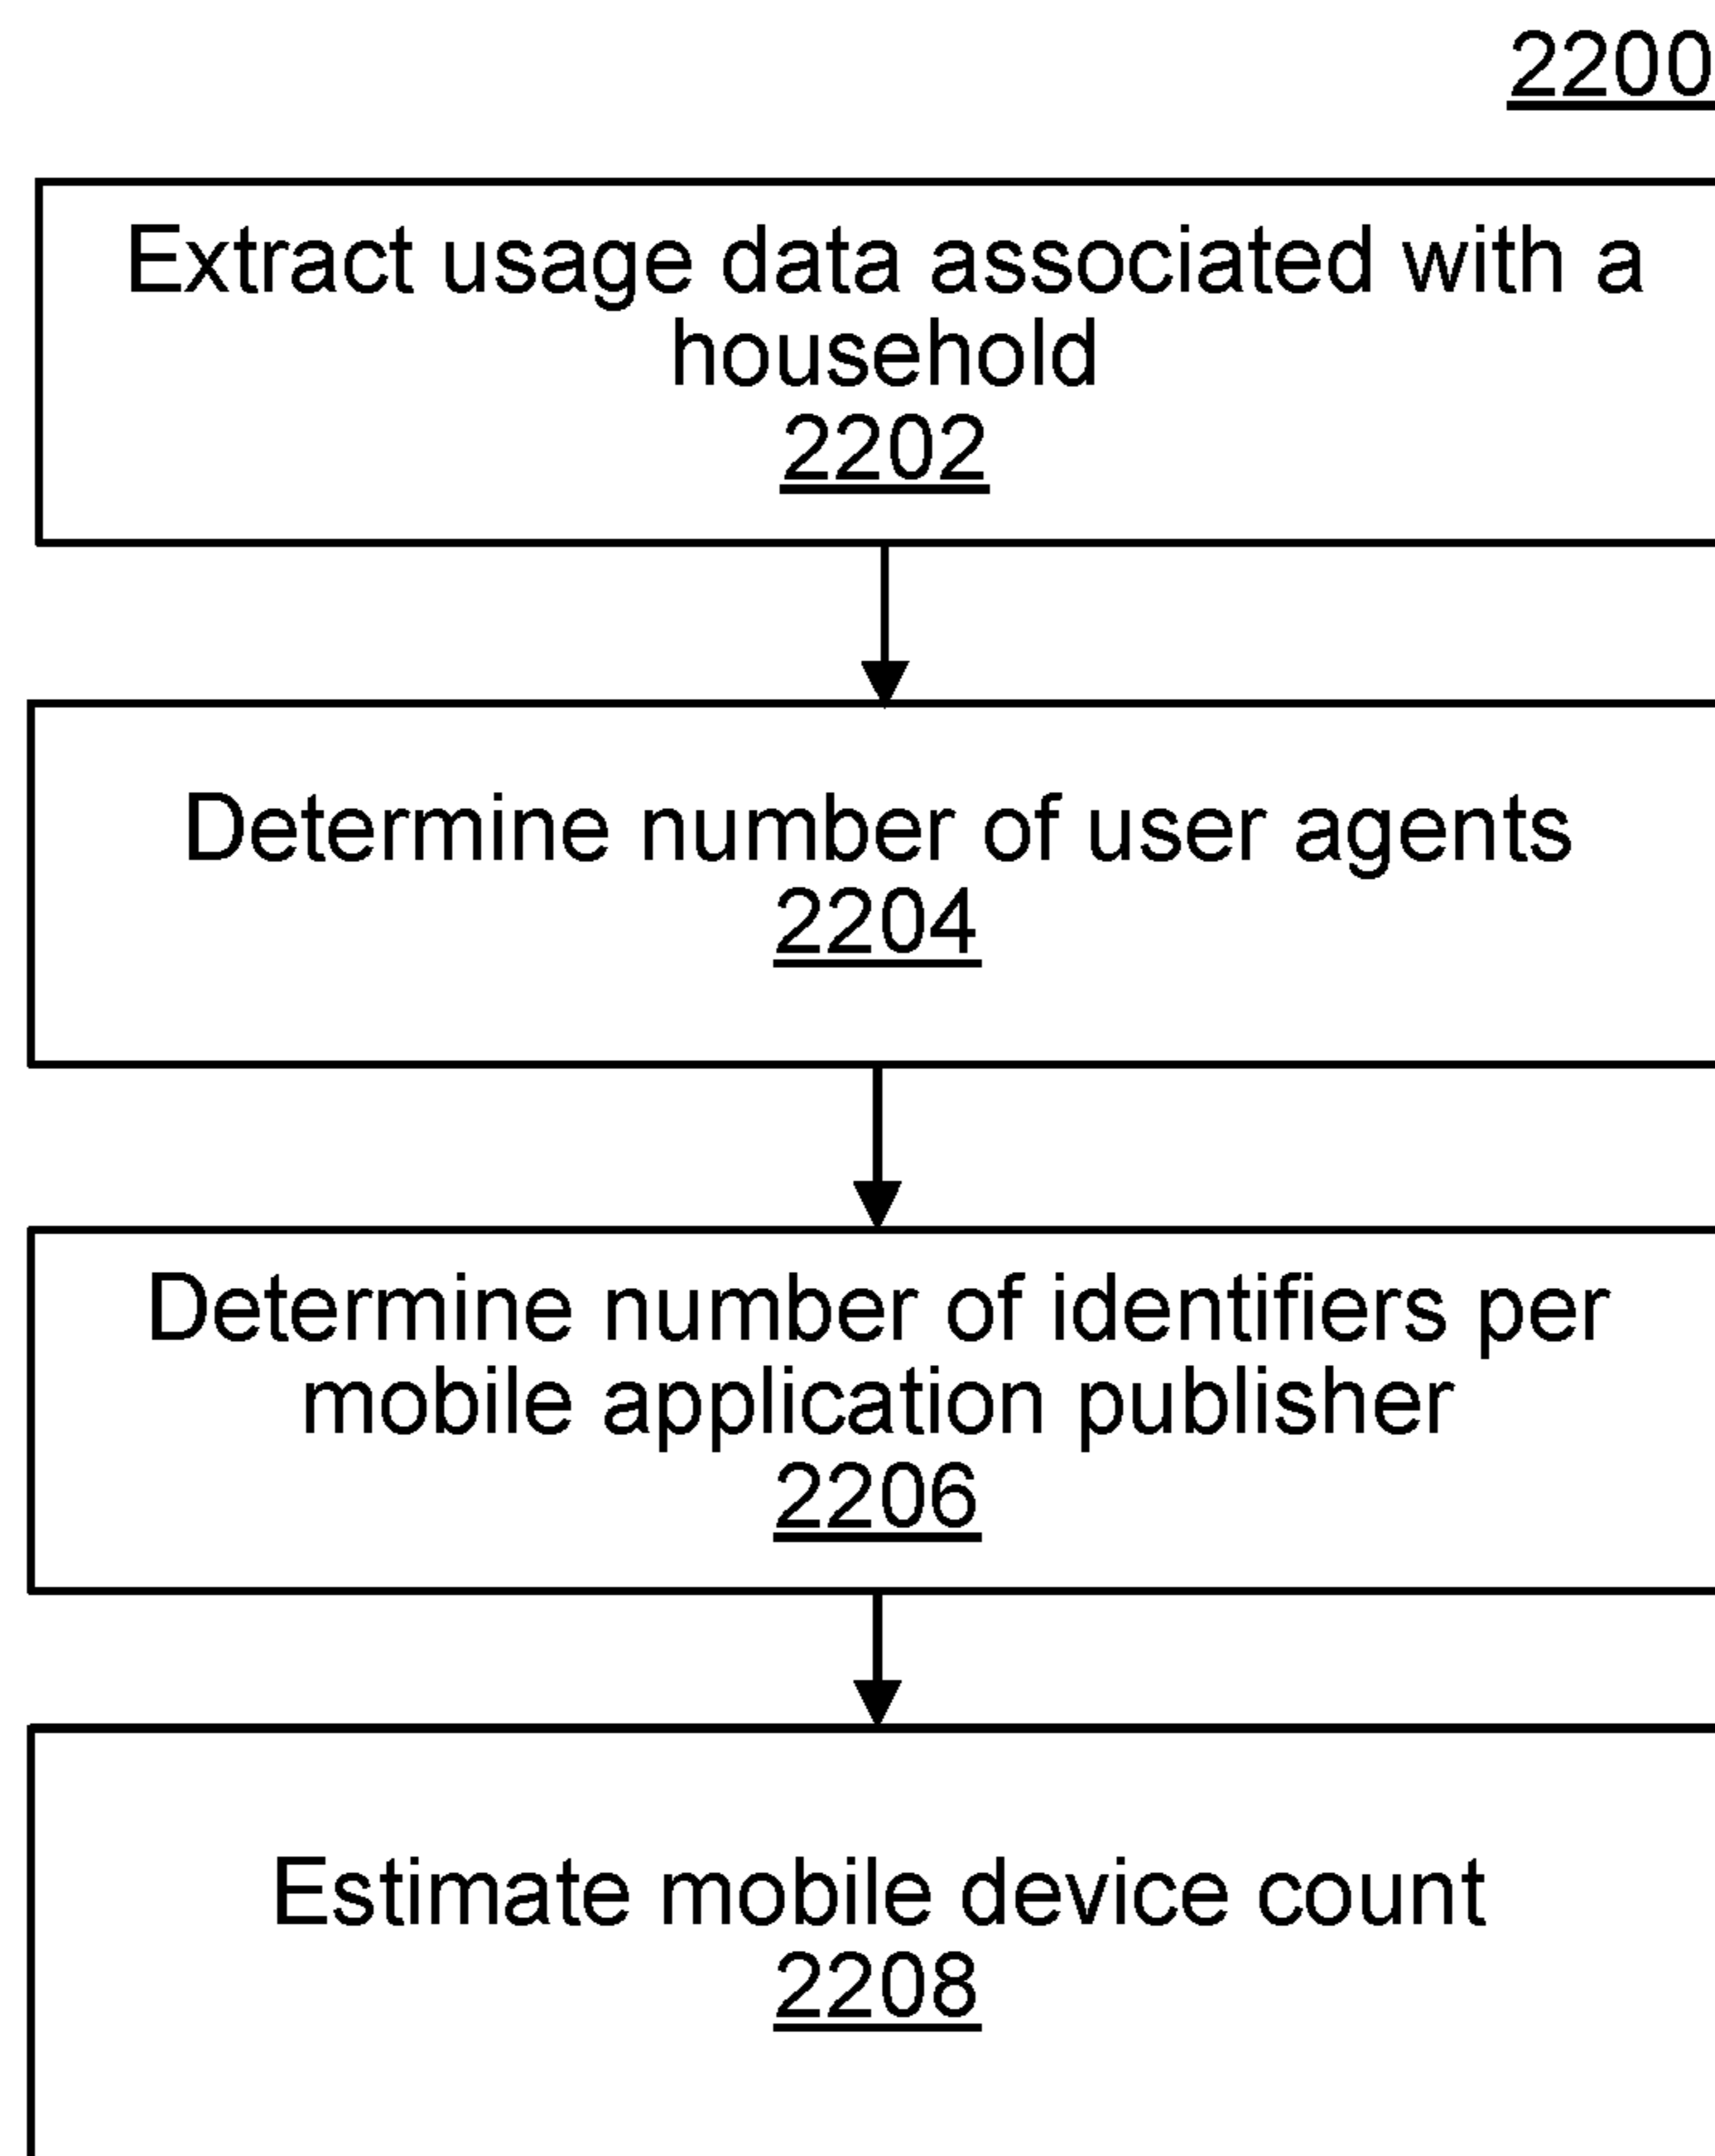 2200
Extract usage data associated with a
household
2202
Determine number of user agents
2204
Determine number of identifiers per
mobile application publisher
2206
Estimate mobile device count
2208